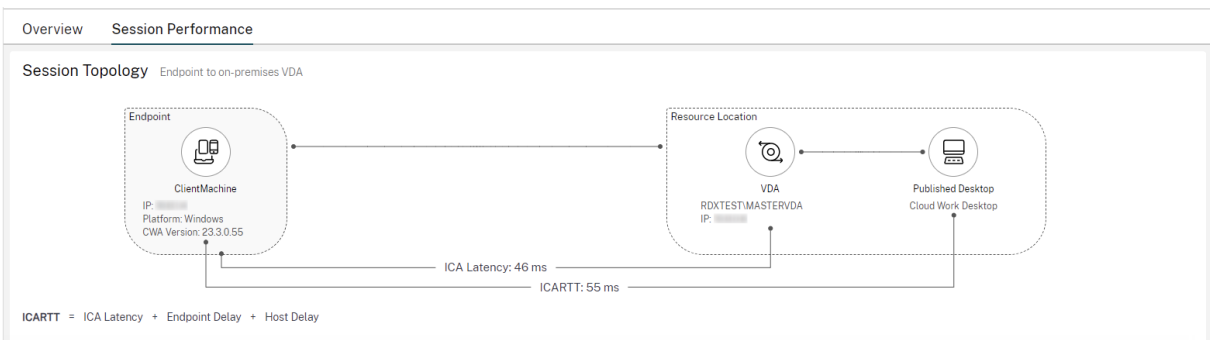 Overview Session Performance
Session Topology Endpoint to on-premises VDA
Endpoint
ClientMachine
IP:
Platform: Windows
CWA Version: 23.3.0.55
Resource Location
VDA
RDXTEST\MASTERVDA
IP:
Published Desktop
Cloud Work Desktop
ICA Latency: 46 ms
ICARTT: 55 ms
ICARTT = ICA Latency + Endpoint Delay + Host Delay